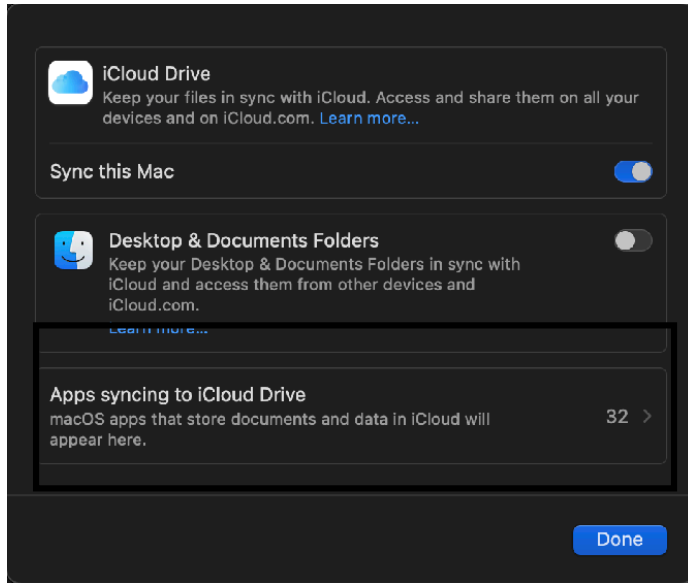 iCloud Drive
Keep your files in sync with iCloud. Access and share them on all your
devices and on iCloud.com. Learn more...
Sync this Mac
Desktop & Documents Folders
Keep your Desktop & Documents Folders in sync with
iCloud and access them from other devices and
iCloud.com.
Learn more...
Apps syncing to iCloud Drive
macOS apps that store documents and data in iCloud will
appear here.
32
Done